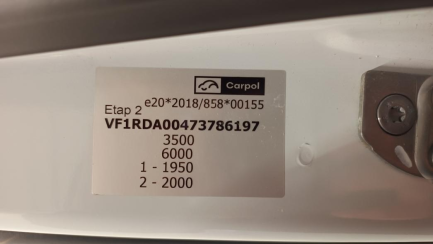 Carpol
e20*2018/858*00155
Etap 2
VF1RDA00473786197
3500
6000
1 - 1950
2 - 2000